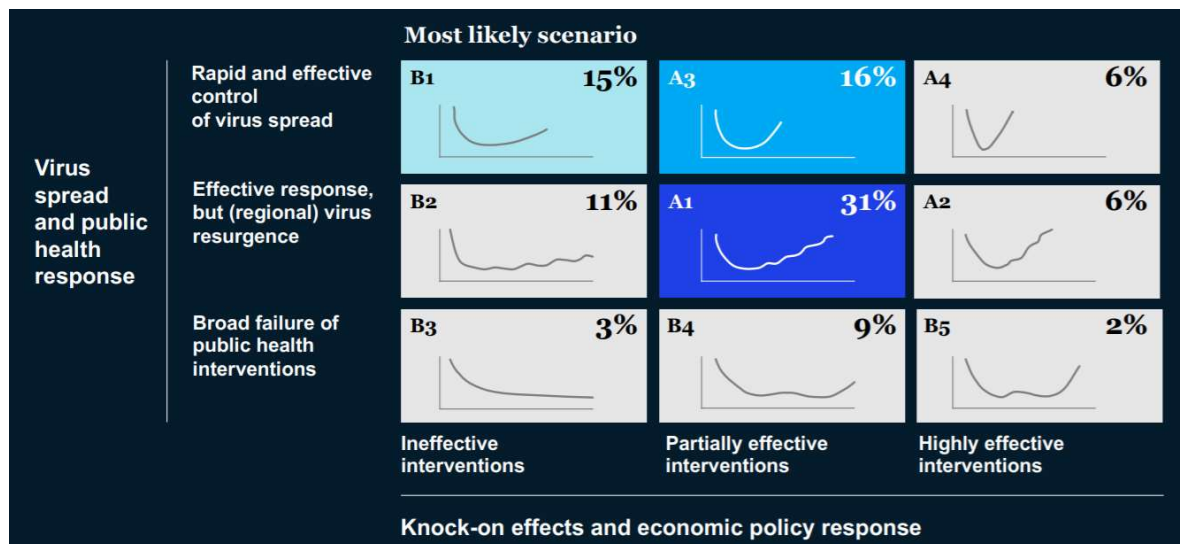 Most likely scenario
Virus
spread
and public
health
response
Rapid and effective
control
of virus spread
B1 15%
A3 16%
A4 6%
Effective response,
but (regional) virus
resurgence
B2 11%
A1 31%
A2 6%
Broad failure of
public health
interventions
B3 3%
B4 9%
B5 2%
Ineffective
interventions
Partially effective
interventions
Highly effective
interventions
Knock-on effects and economic policy response